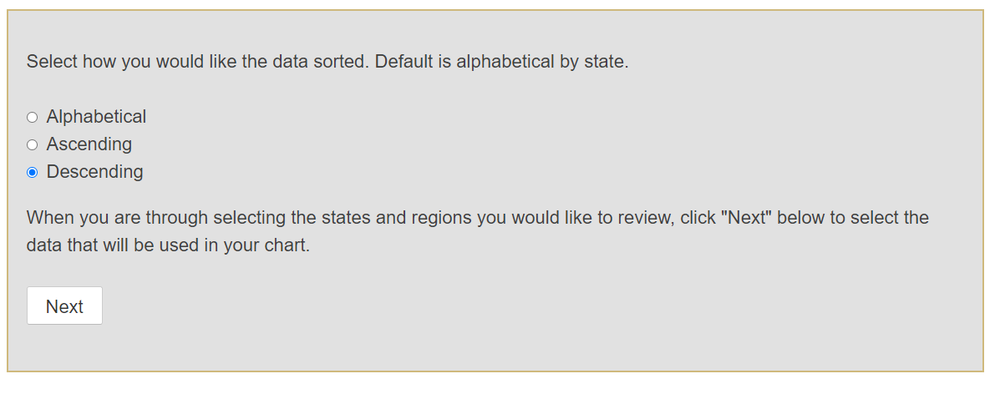 Select how you would like the data sorted. Default is alphabetical by state.
Alphabetical
Ascending
Descending
When you are through selecting the states and regions you would like to review, click "Next" below to select the
data that will be used in your chart.
Next